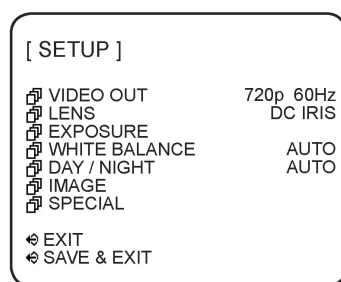 [ SETUP ]
VIDEO OUT 720p 60Hz
LENS DC IRIS
EXPOSURE
WHITE BALANCE AUTO
DAY / NIGHT AUTO
IMAGE
SPECIAL
EXIT
SAVE & EXIT